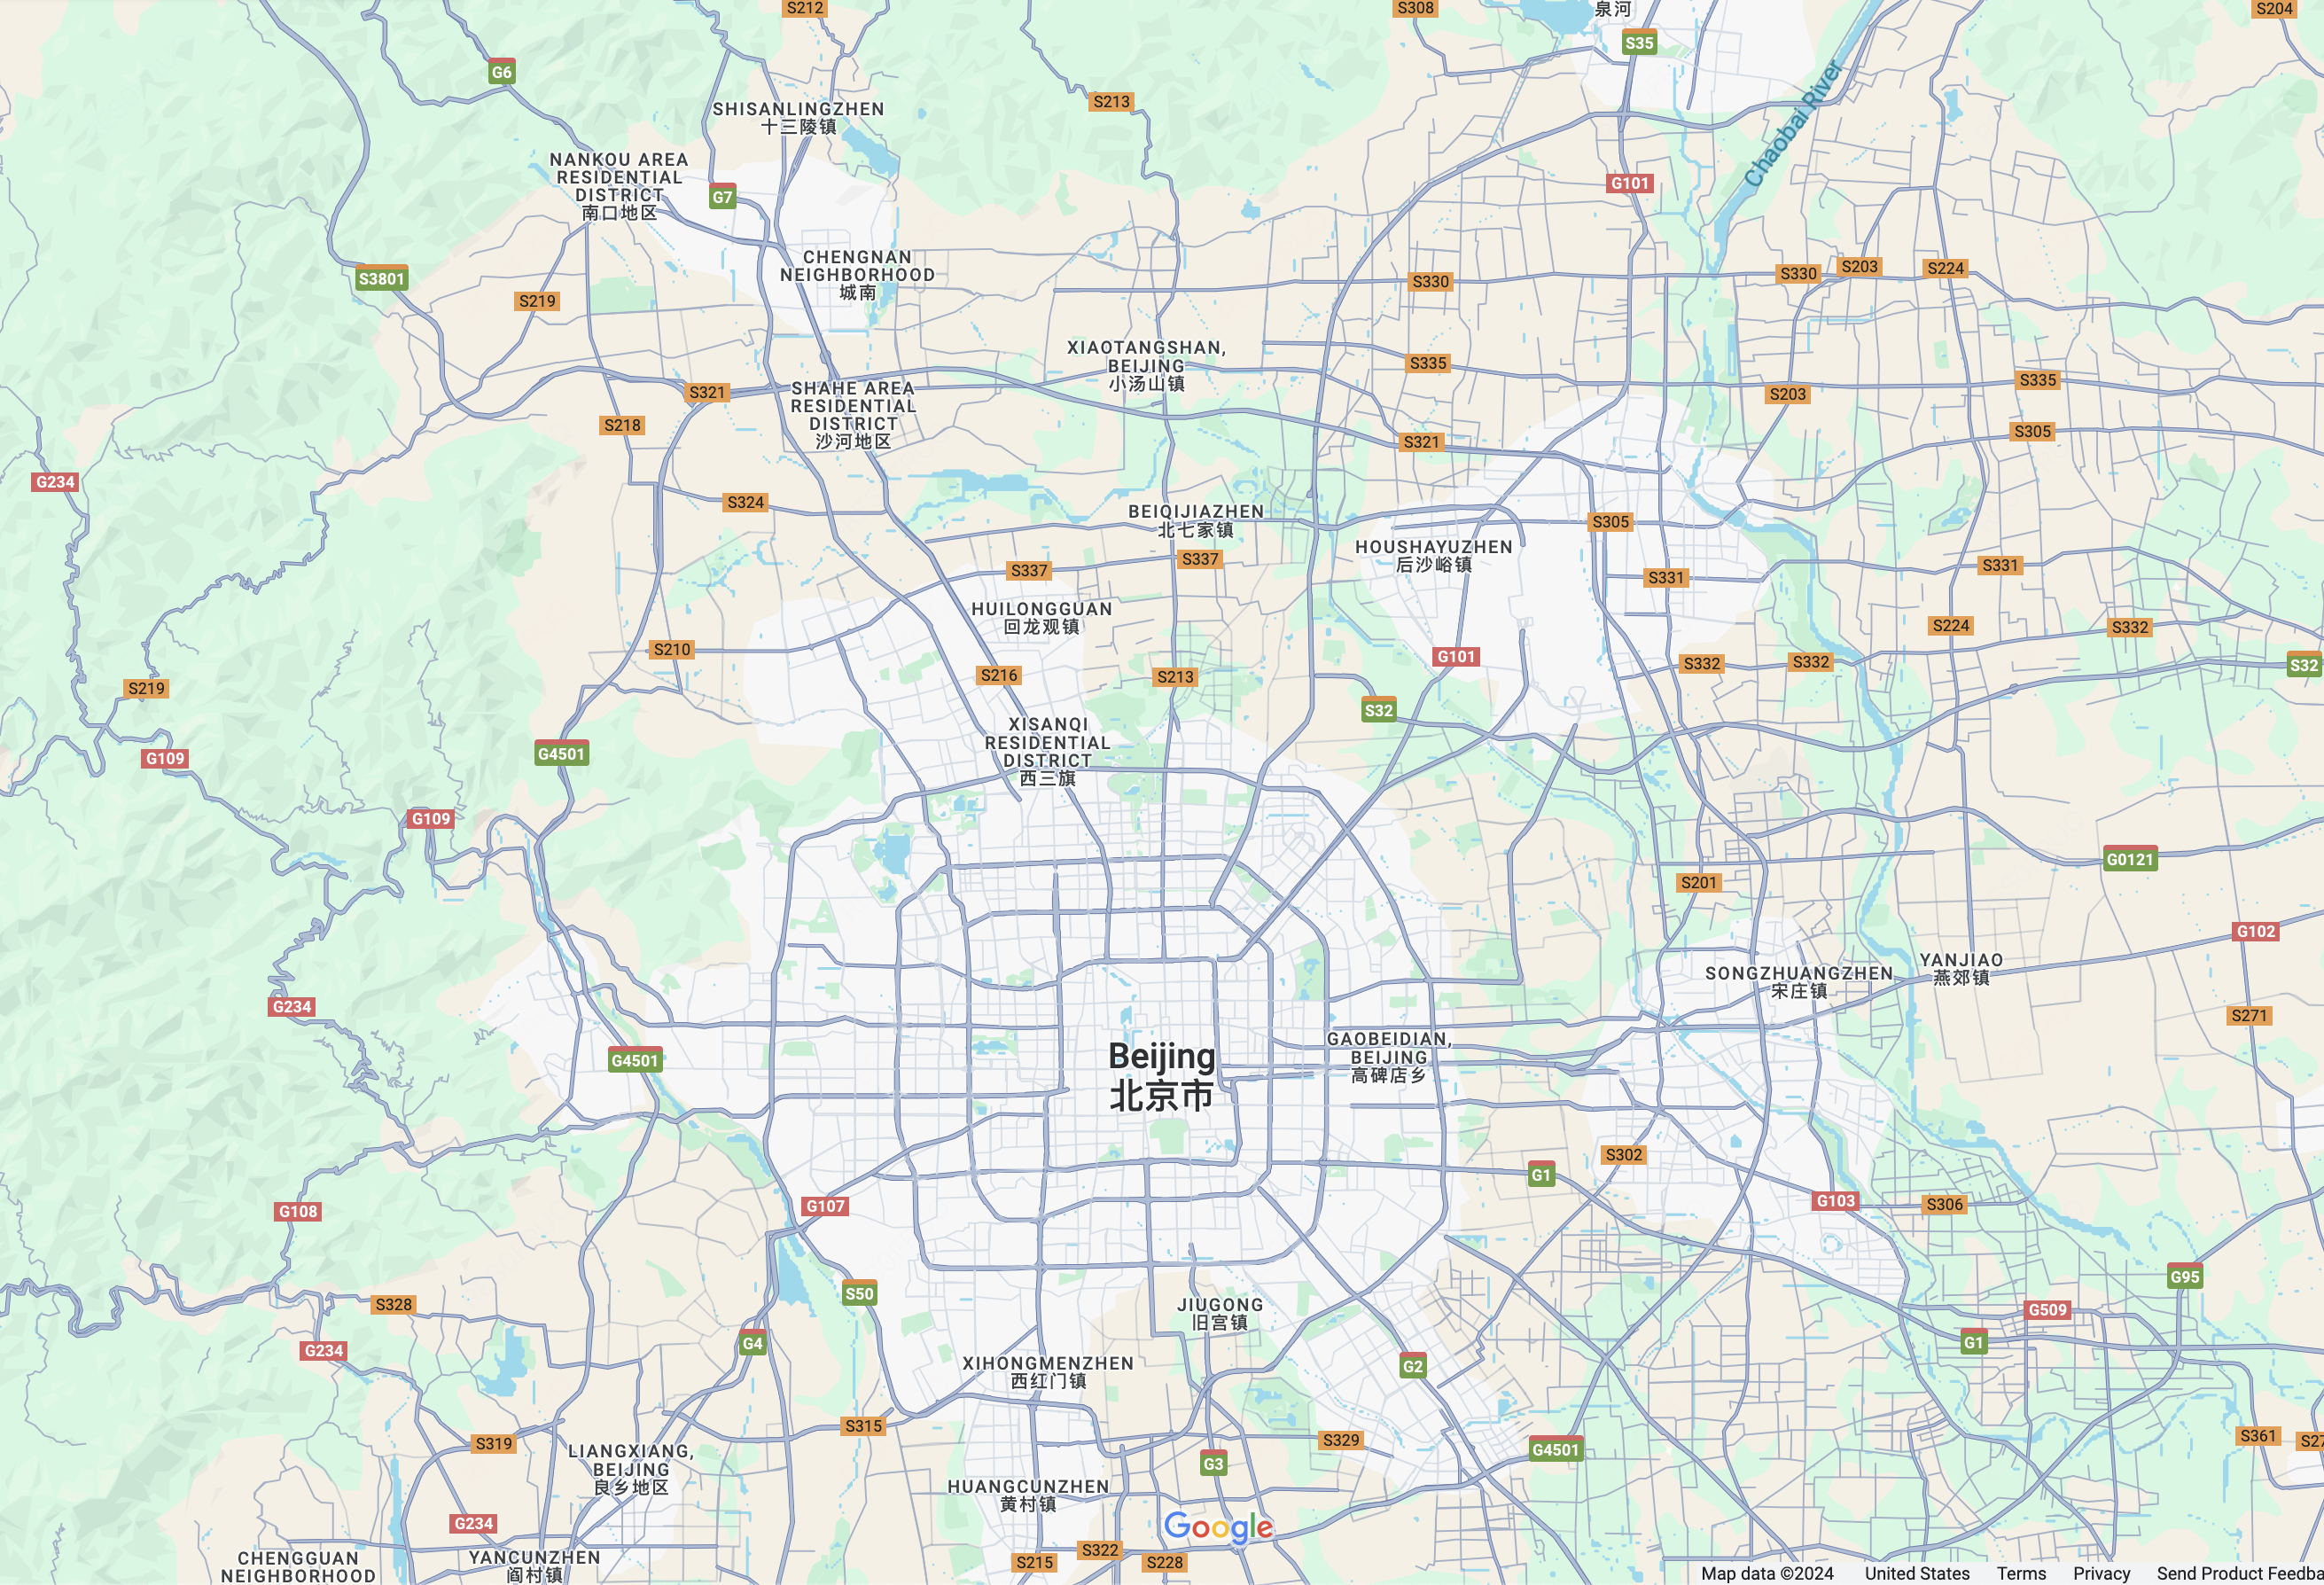 S212
S308
泉河
S204
S35
G6
S213
SHISANLINGZHEN
十三陵镇
Chaobai River
NANKOU AREA
RESIDENTIAL
DISTRICT
南口地区
G7
G101
CHENGNAN
NEIGHBORHOOD
城南
S3801
S219
S330
S330
S203
S224
XIAOTANGSHAN,
BEIJING
小汤山镇
S335
S335
S321
SHAHE AREA
RESIDENTIAL
DISTRICT
沙河地区
S203
S218
S321
S305
G234
S324
BEIQIJIAZHEN
北七家镇
S305
HOUSHAYUZHEN
后沙峪镇
S337
S337
S331
S331
HUILONGGUAN
回龙观镇
S224
S332
S210
G101
S332
S332
S32
S216
S213
S219
S32
XISANQI
RESIDENTIAL
DISTRICT
西三旗
G4501
G109
G109
G0121
S201
G102
SONGZHUANGZHEN
宋庄镇
YANJIAO
燕郊镇
G234
S271
G4501
Beijing
北京市
GAOBEIDIAN,
BEIJING
高碑店乡
S302
G1
G107
G108
G103
S306
G95
S50
S328
G509
JIUGONG
旧宫镇
G4
G234
G1
XIHONGMENZHEN
西红门镇
G2
S315
S319
S329
G4501
S361
S27
LIANGXIANG,
BEIJING
良乡地区
G3
HUANGCUNZHEN
黄村镇
G234
Google
CHENGGUAN
NEIGHBORHOOD
YANCUNZHEN
阎村镇
S215
S322
S228
Map data ©2024
United States
Terms
Privacy
Send Product Feedba